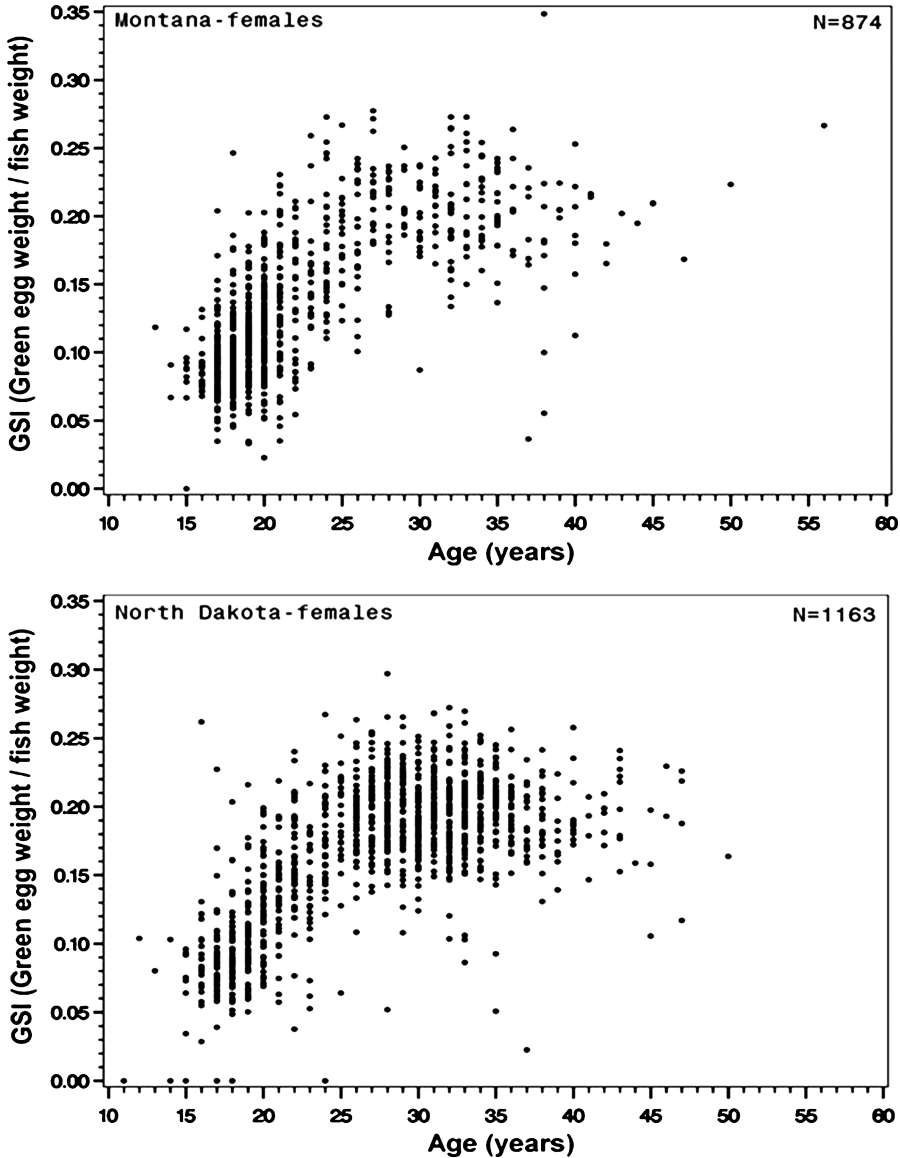 Montana-females N=874
GSI (Green egg weight / fish weight)
0.35
0.30
0.25
0.20
0.15
0.10
0.05
0.00
10 15 20 25 30 35 40 45 50 55 60
Age (years)
North Dakota-females N=1163
GSI (Green egg weight / fish weight)
0.35
0.30
0.25
0.20
0.15
0.10
0.05
0.00
10 15 20 25 30 35 40 45 50 55 60
Age (years)